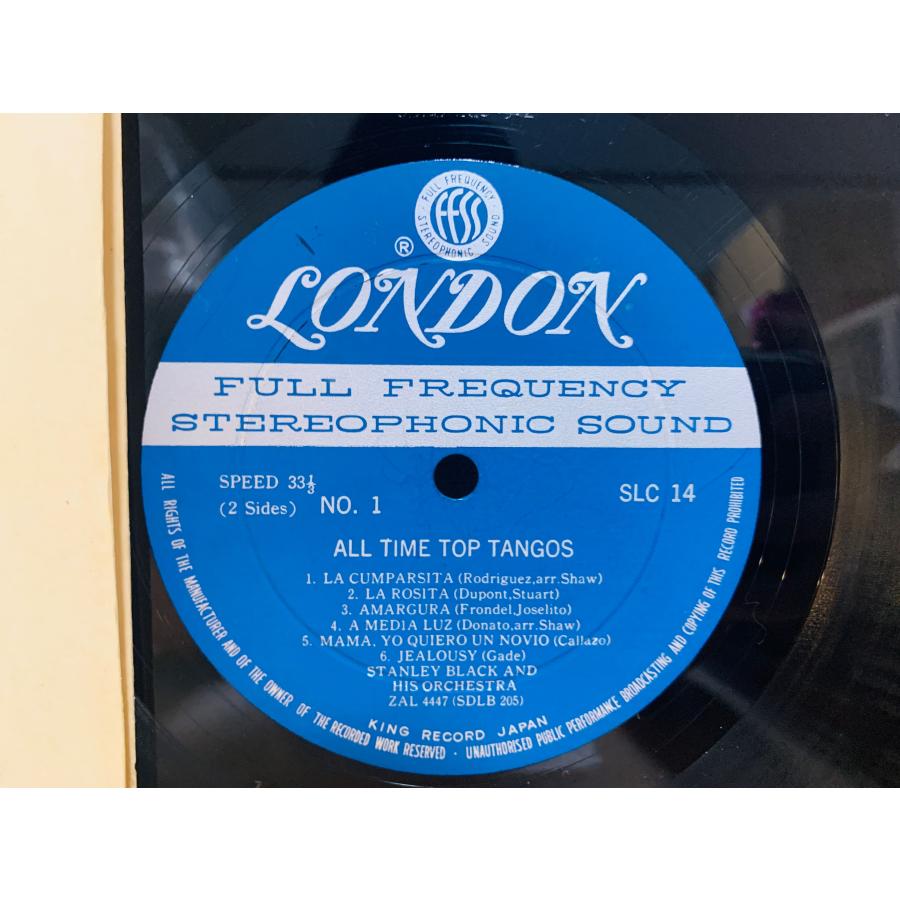 FULL FREQUENCY
FFSS
STEREOPHONIC SOUND
®
LONDON
FULL FREQUENCY
STEREOPHONIC SOUND
SPEED 33⅓
(2 Sides) NO. 1
SLC 14
ALL TIME TOP TANGOS
1. LA CUMPARSITA (Rodriguez,arr.Shaw)
2. LA ROSITA (Dupont,Stuart)
3. AMARGURA (Frondel,Joselito)
4. A MEDIA LUZ (Donato,arr.Shaw)
5. MAMA, YO QUIERO UN NOVIO (Callazo)
6. JEALOUSY (Gade)
STANLEY BLACK AND
HIS ORCHESTRA
ZAL 4447 (SDLB 205)
KING RECORD JAPAN
ALL RIGHTS OF THE MANUFACTURER AND OF THE OWNER OF THE RECORDED WORK RESERVED · UNAUTHORISED PUBLIC PERFORMANCE BROADCASTING AND COPYING OF THIS RECORD PROHIBITED